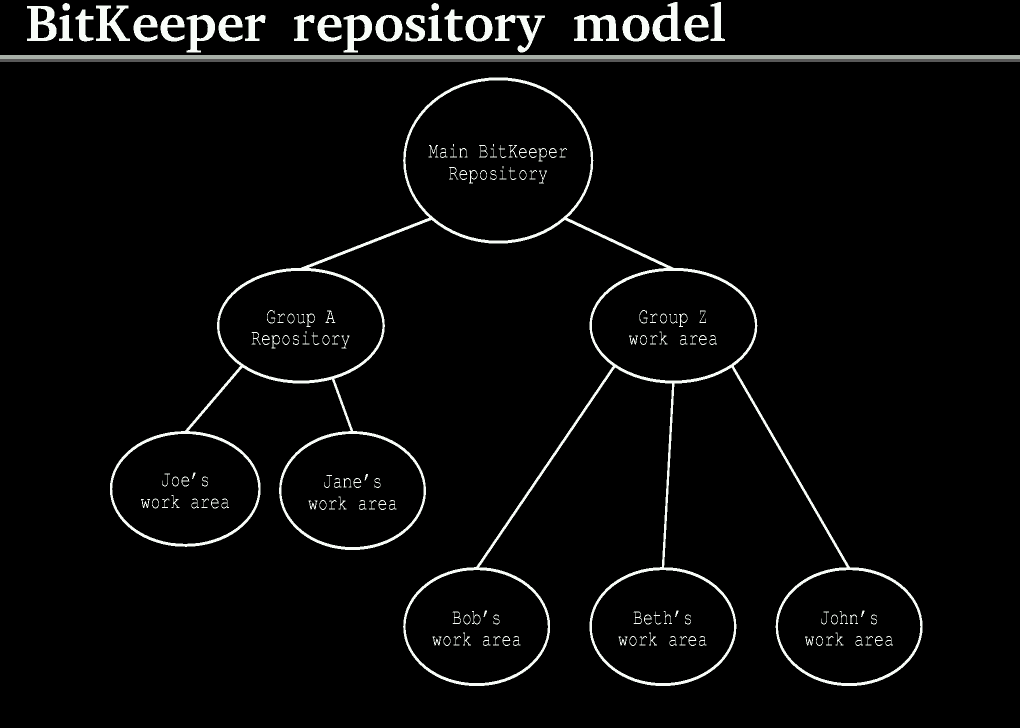 BitKeeper repository model
Main BitKeeper
Repository
Group A
Repository
Group Z
work area
Joe's
work area
Jane's
work area
Bob's
work area
Beth's
work area
John's
work area